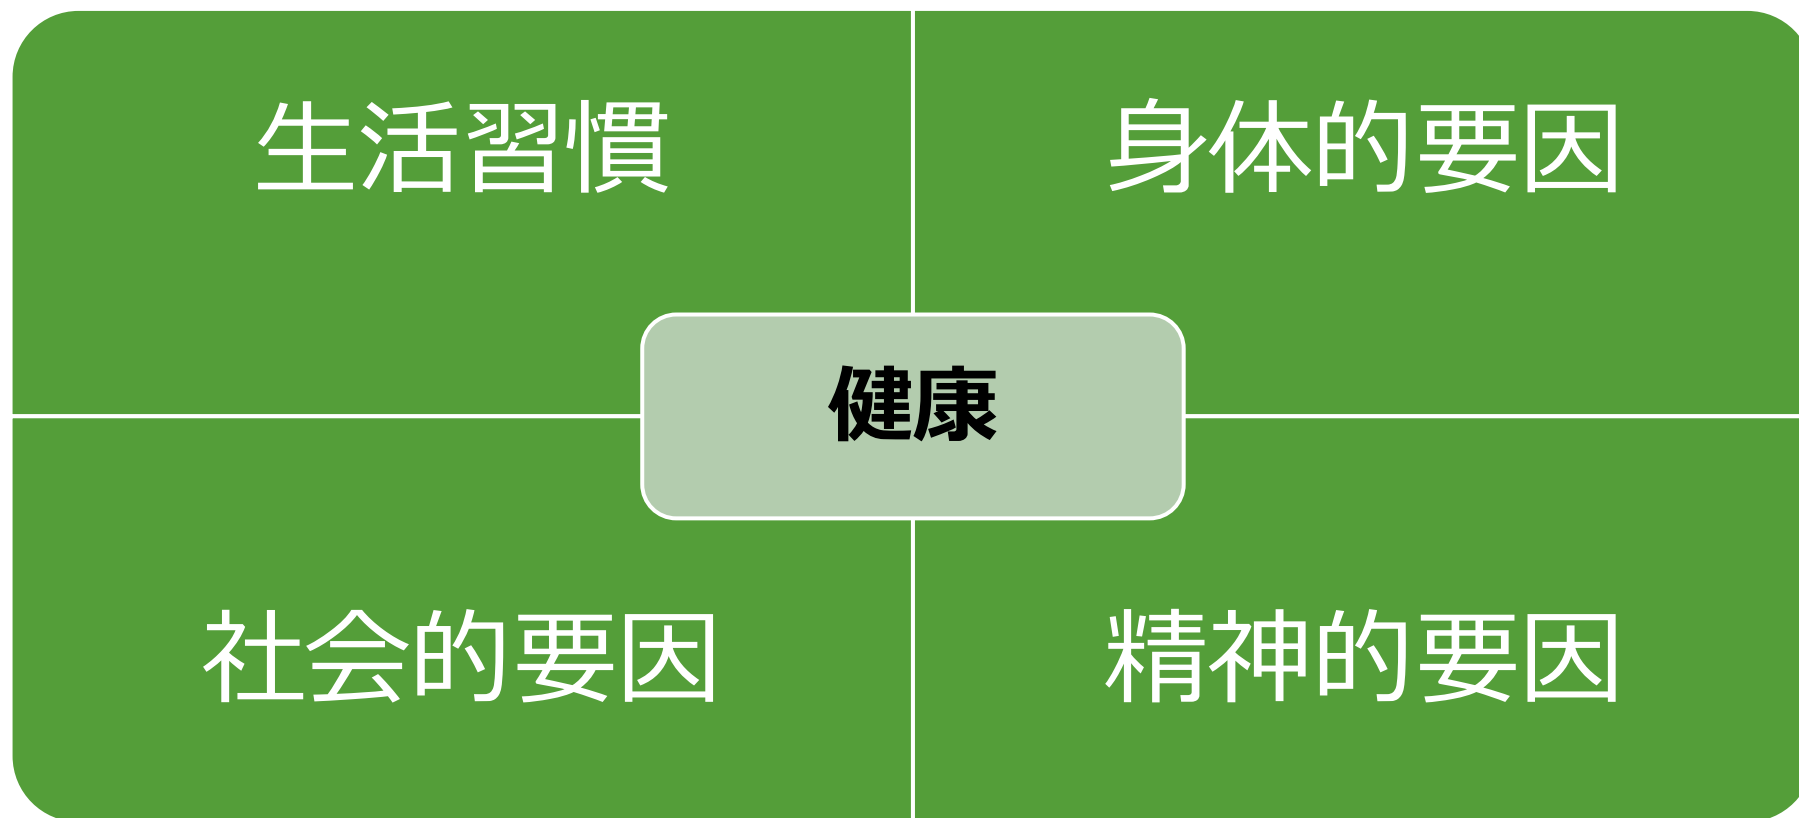 生活習慣
身体的要因
健康
社会的要因
精神的要因